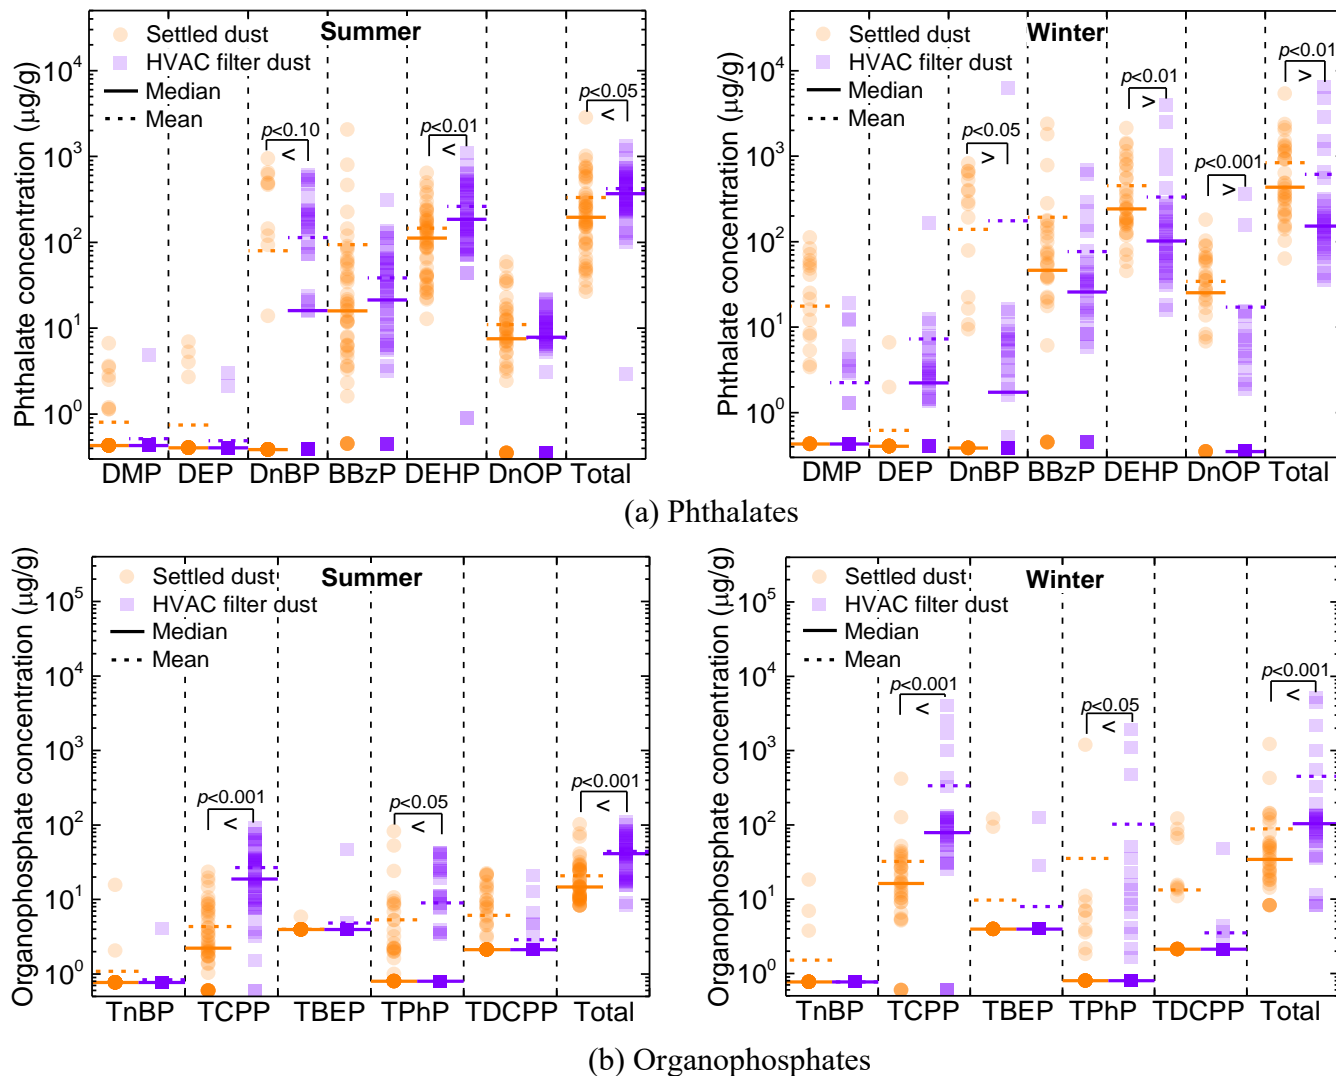 Summer
Settled dust
HVAC filter dust
Median
Mean
p<0.10
<
p<0.01
<
p<0.05
<
Phthalate concentration (µg/g)
10^4
10^3
10^2
10^1
10^0
DMP DEP DnBP BBzP DEHP DnOP Total
Winter
Settled dust
HVAC filter dust
Median
Mean
p<0.05
>
p<0.01
>
p<0.001
>
p<0.01
>
Phthalate concentration (µg/g)
10^4
10^3
10^2
10^1
10^0
DMP DEP DnBP BBzP DEHP DnOP Total
(a) Phthalates
Summer
Settled dust
HVAC filter dust
Median
Mean
p<0.001
<
p<0.05
<
p<0.001
<
Organophosphate concentration (µg/g)
10^5
10^4
10^3
10^2
10^1
10^0
TnBP TCPP TBEP TPhP TDCPP Total
Winter
Settled dust
HVAC filter dust
Median
Mean
p<0.001
<
p<0.05
<
p<0.001
<
Organophosphate concentration (µg/g)
10^5
10^4
10^3
10^2
10^1
10^0
TnBP TCPP TBEP TPhP TDCPP Total
(b) Organophosphates